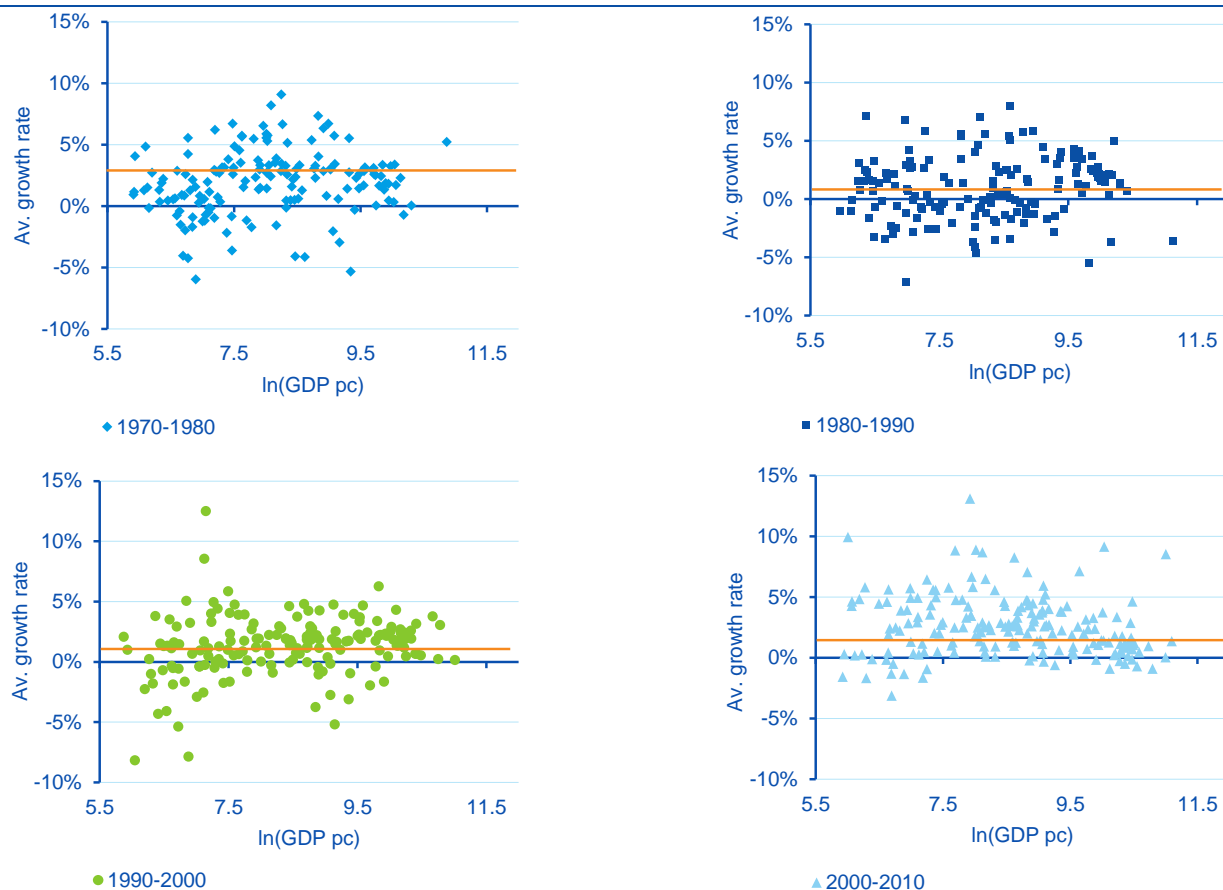 15%
10%
5%
0%
-5%
-10%
Av. growth rate
5.5 7.5 9.5 11.5
ln(GDP pc)
1970-1980
15%
10%
5%
0%
-5%
-10%
Av. growth rate
5.5 7.5 9.5 11.5
ln(GDP pc)
1980-1990
15%
10%
5%
0%
-5%
-10%
Av. growth rate
5.5 7.5 9.5 11.5
ln(GDP pc)
1990-2000
15%
10%
5%
0%
-5%
-10%
Av. growth rate
5.5 7.5 9.5 11.5
ln(GDP pc)
2000-2010